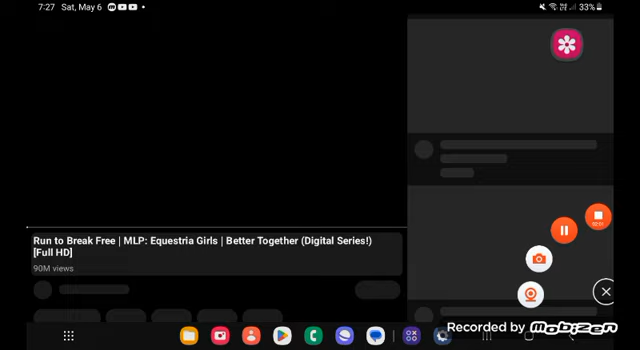 7:27 Sat, May 6
33%
Run to Break Free | MLP: Equestria Girls | Better Together (Digital Series!)
[Full HD]
90M views
Recorded by mobizen